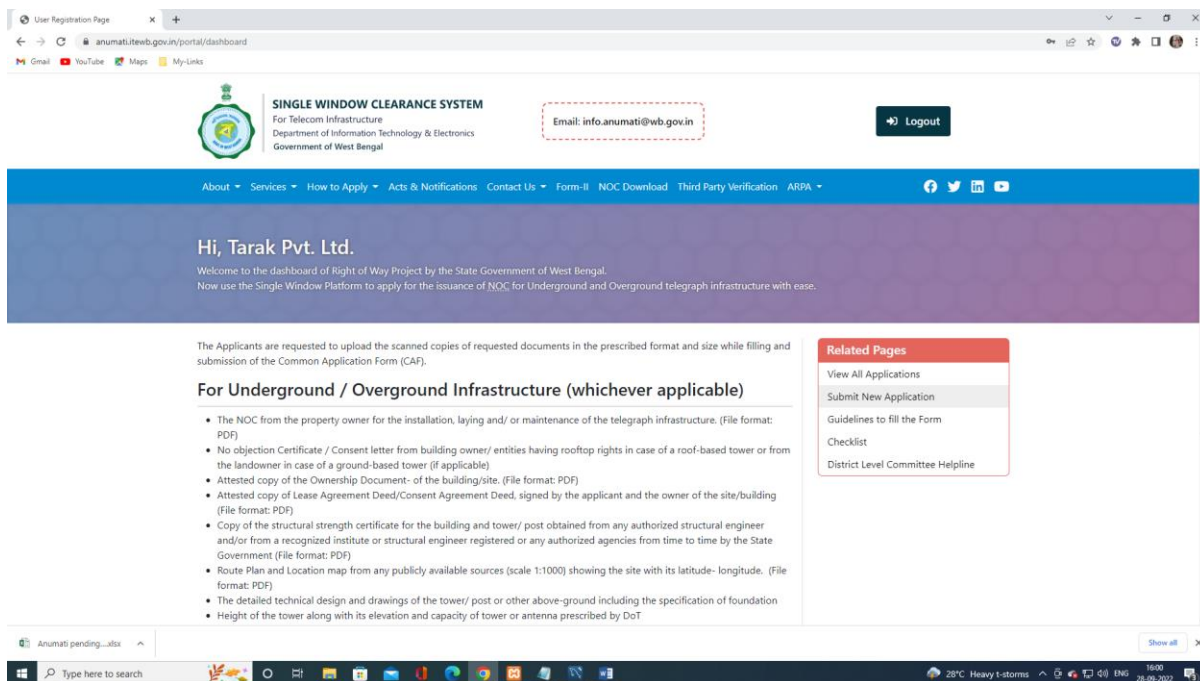 User Registration Page
anumati.itewb.gov.in/portal/dashboard
Gmail YouTube Maps My-Links
SINGLE WINDOW CLEARANCE SYSTEM
For Telecom Infrastructure
Department of Information Technology & Electronics
Government of West Bengal
Email: info.anumati@wb.gov.in
Logout
About Services How to Apply Acts & Notifications Contact Us Form-II NOC Download Third Party Verification ARPA
Hi, Tarak Pvt. Ltd.
Welcome to the dashboard of Right of Way Project by the State Government of West Bengal.
Now use the Single Window Platform to apply for the issuance of NOC for Underground and Overground telegraph infrastructure with ease.
The Applicants are requested to upload the scanned copies of requested documents in the prescribed format and size while filling and
submission of the Common Application Form (CAF).
For Underground / Overground Infrastructure (whichever applicable)
• The NOC from the property owner for the installation, laying and/ or maintenance of the telegraph infrastructure. (File format:
PDF)
• No objection Certificate / Consent letter from building owner/ entities having rooftop rights in case of a roof-based tower or from
the landowner in case of a ground-based tower (if applicable)
• Attested copy of the Ownership Document- of the building/site. (File format: PDF)
• Attested copy of Lease Agreement Deed/Consent Agreement Deed, signed by the applicant and the owner of the site/building
(File format: PDF)
• Copy of the structural strength certificate for the building and tower/ post obtained from any authorized structural engineer
and/or from a recognized institute or structural engineer registered or any authorized agencies from time to time by the State
Government (File format: PDF)
• Route Plan and Location map from any publicly available sources (scale 1:1000) showing the site with its latitude- longitude. (File
format: PDF)
• The detailed technical design and drawings of the tower/ post or other above-ground including the specification of foundation
• Height of the tower along with its elevation and capacity of tower or antenna prescribed by DoT
Related Pages
View All Applications
Submit New Application
Guidelines to fill the Form
Checklist
District Level Committee Helpline
Anumati pending....xlsx
Show all
Type here to search
28°C Heavy t-storms
ENG
16:00
28-09-2022